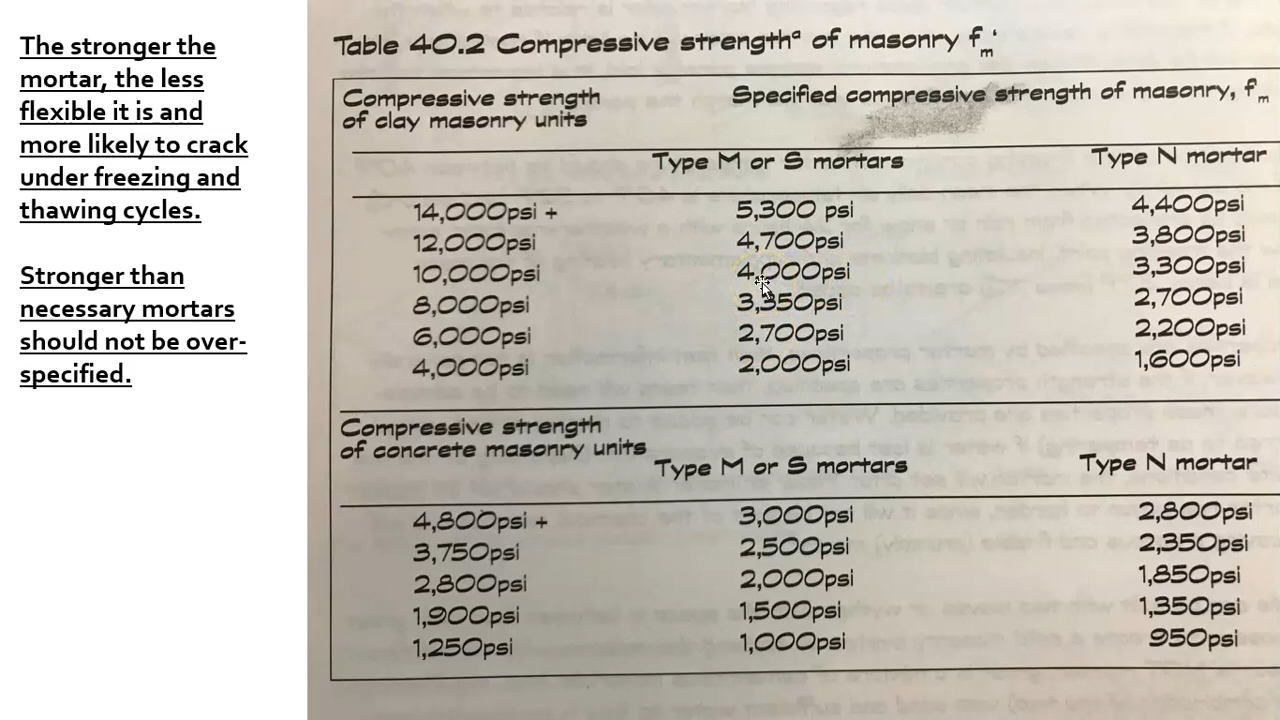 The stronger the
mortar, the less
flexible it is and
more likely to crack
under freezing and
thawing cycles.
Stronger than
necessary mortars
should not be over-
specified.
Table 40.2 Compressive strengthª of masonry f'm
Compressive strength
of clay masonry units
Specified compressive strength of masonry, fm
Type M or S mortars Type N mortar
14,000psi + 5,300 psi 4,400psi
12,000psi 4,700psi 3,800psi
10,000psi 4,000psi 3,300psi
8,000psi 3,350psi 2,700psi
6,000psi 2,700psi 2,200psi
4,000psi 2,000psi 1,600psi
Compressive strength
of concrete masonry units
Type M or S mortars Type N mortar
4,800psi + 3,000psi 2,800psi
3,750psi 2,500psi 2,350psi
2,800psi 2,000psi 1,850psi
1,900psi 1,500psi 1,350psi
1,250psi 1,000psi 950psi